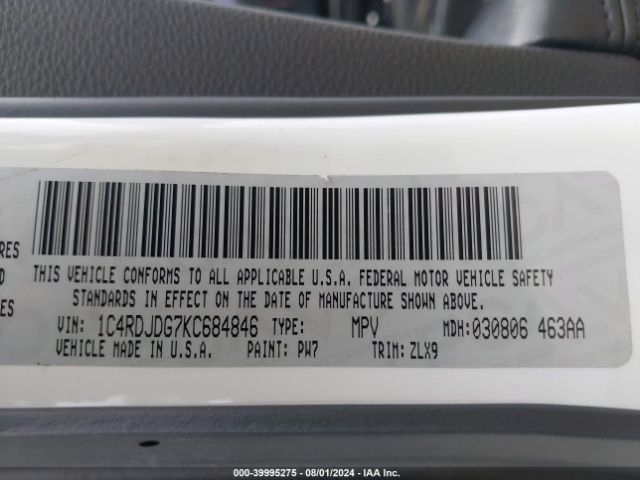 RES
THIS VEHICLE CONFORMS TO ALL APPLICABLE U.S.A. FEDERAL MOTOR VEHICLE SAFETY
STANDARDS IN EFFECT ON THE DATE OF MANUFACTURE SHOWN ABOVE.
ES
VIN: 1C4RDJDG7KC684846 TYPE: MPV MDH:030806 463AA
VEHICLE MADE IN U.S.A. PAINT: PW7 TRIM: ZLX9
000-39995275 - 08/01/2024 - IAA Inc.